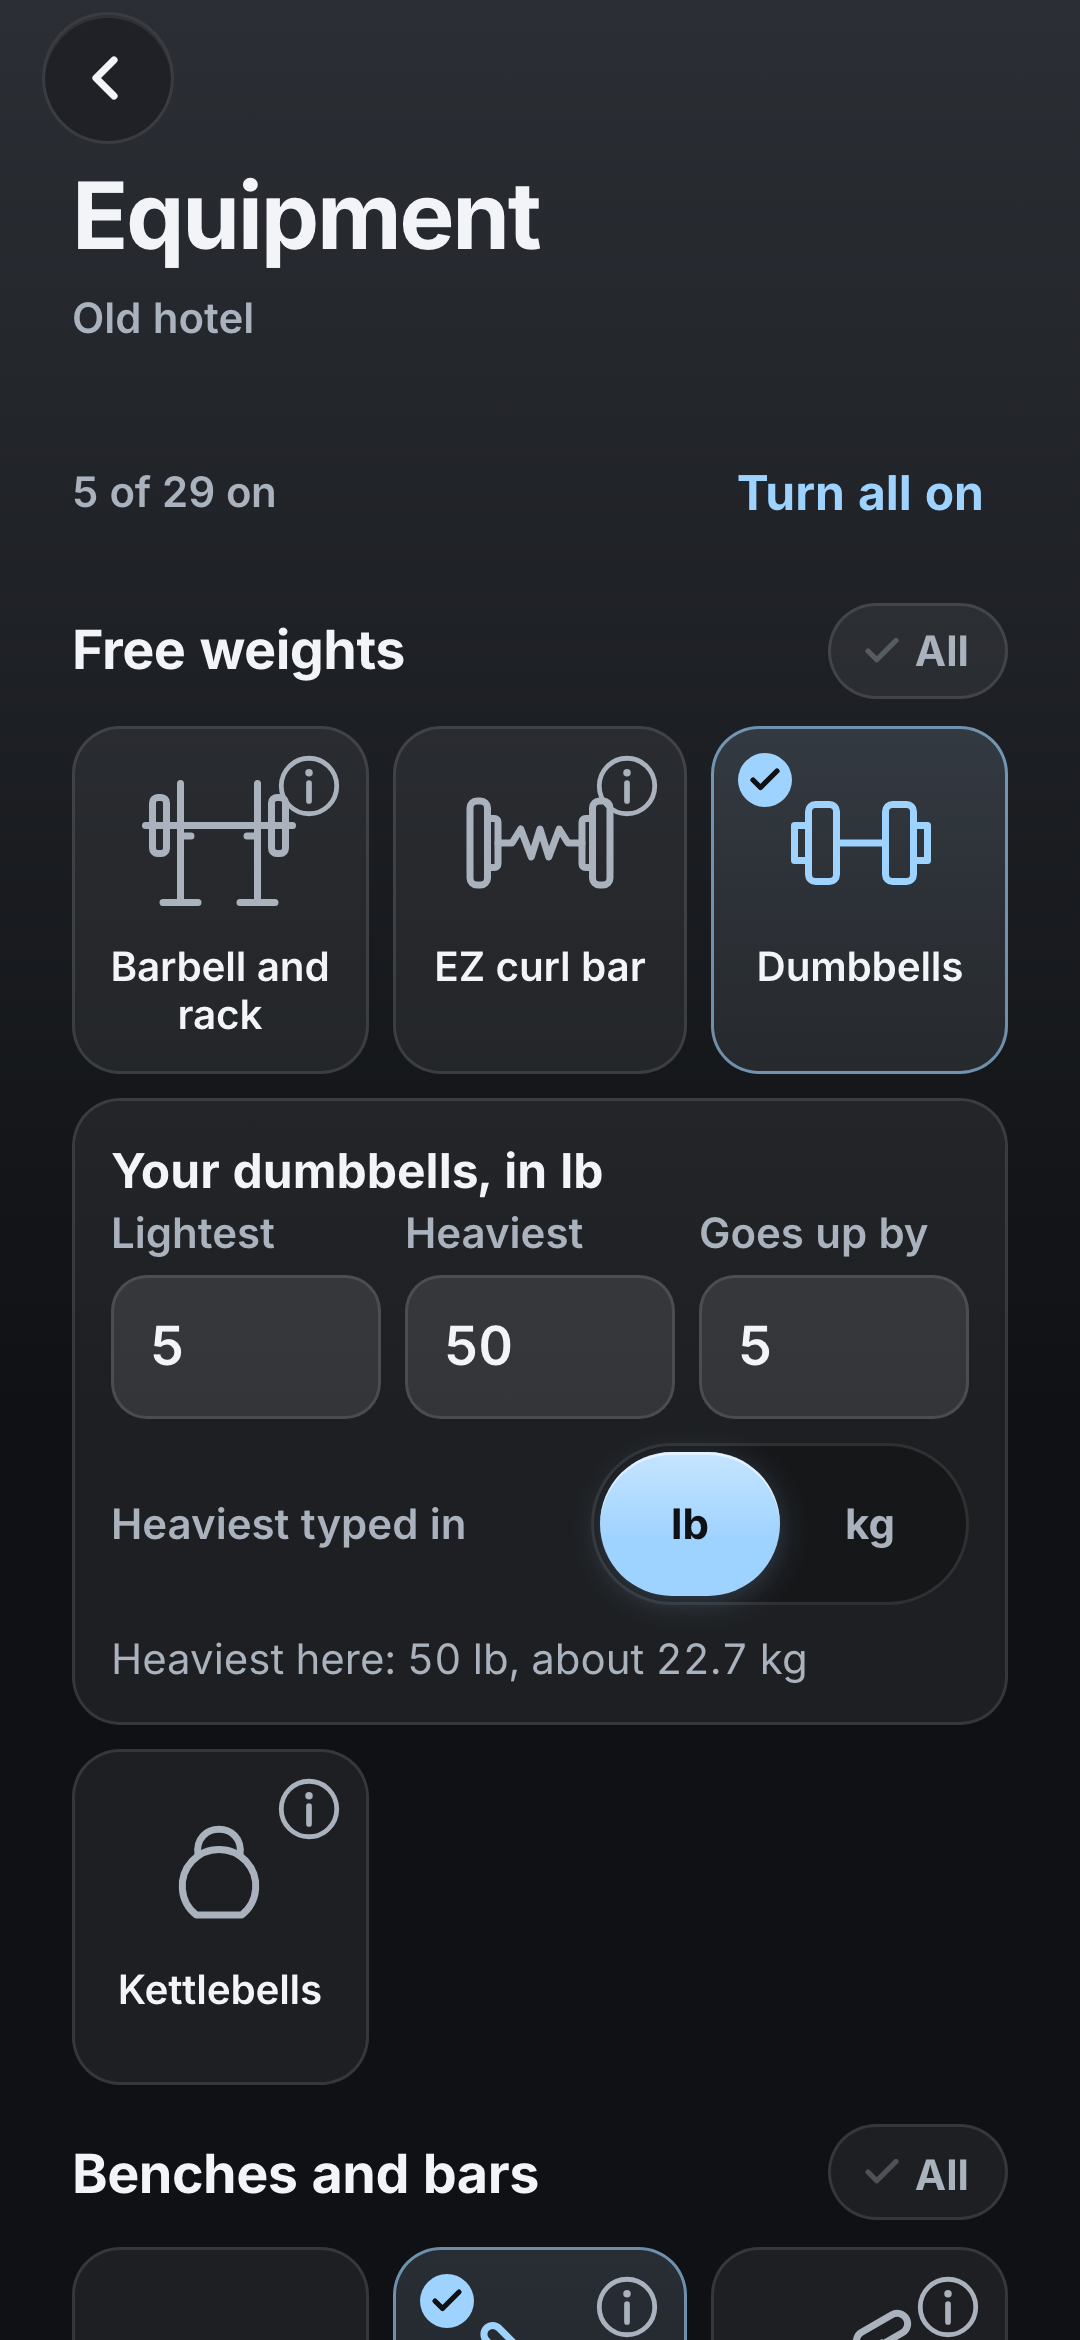 Equipment
Old hotel
5 of 29 on
Turn all on
Free weights
All
Barbell and
rack
EZ curl bar
Dumbbells
Your dumbbells, in lb
Lightest
Heaviest
Goes up by
5
50
5
Heaviest typed in
lb
kg
Heaviest here: 50 lb, about 22.7 kg
Kettlebells
Benches and bars
All